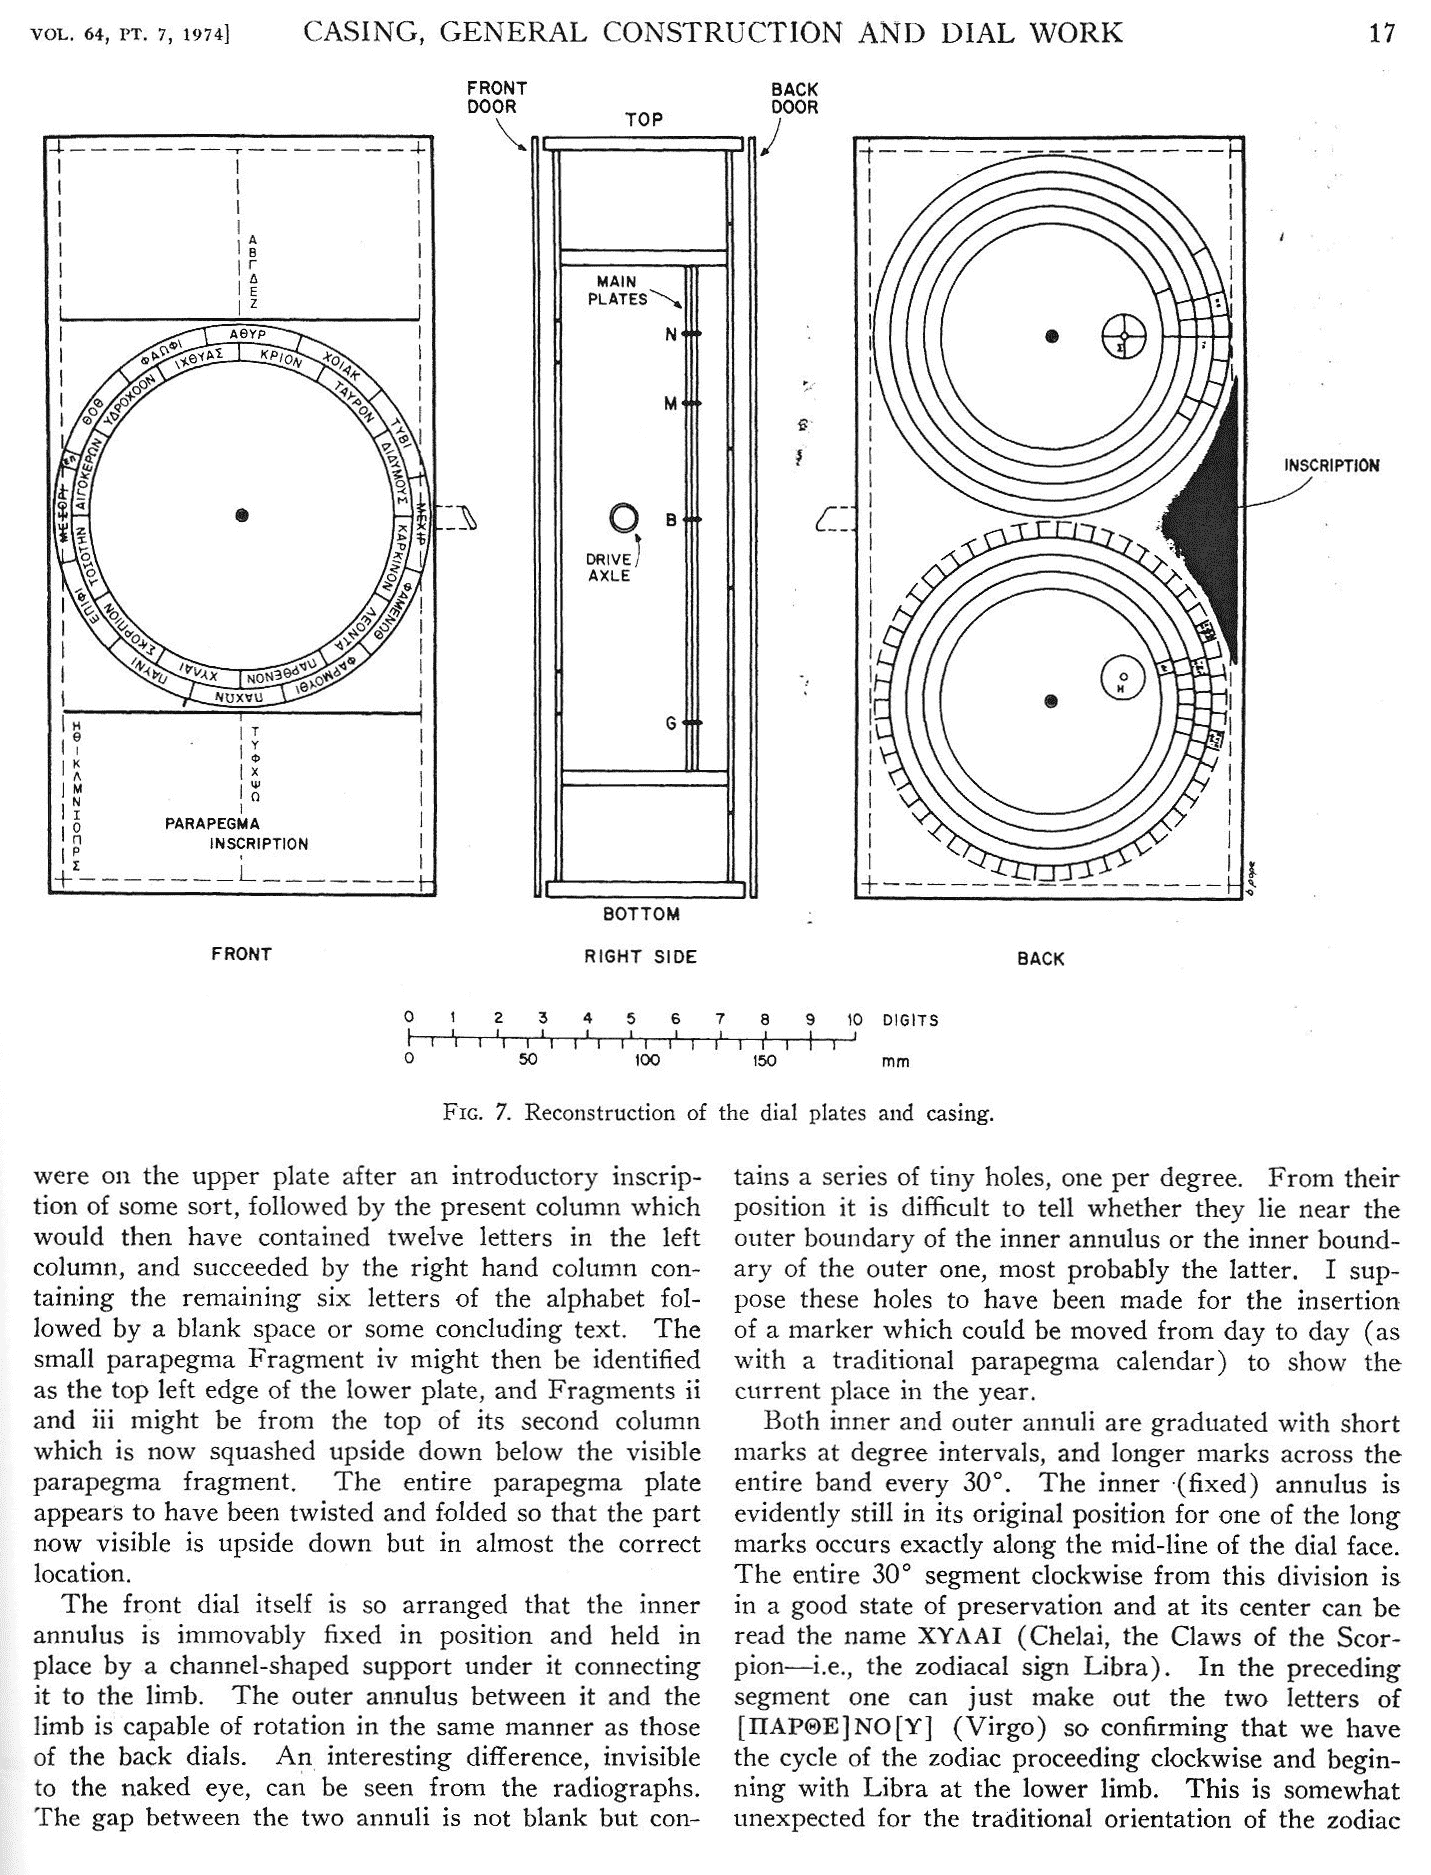 VOL. 64, PT. 7, 1974]
CASING, GENERAL CONSTRUCTION AND DIAL WORK
17
FRONT
DOOR
BACK
DOOR
TOP
Α
Β
Γ
Δ
Ε
Ζ
ΑΘΥΡ
ΧΟΙΑΚ
ΤΥΒΙ
ΜΕΧΙΡ
ΦΑΜΕΝΩΘ
ΦΑΡΜΟΥΘΙ
ΠΑΧΩΝ
ΠΑΥΝΙ
ΕΠΙΦΙ
ΜΕΣΟΡΙ
ΕΠ
ΘΟΘ
ΦΑΩΦΙ
ΚΡΙΟΝ
ΤΑΥΡΟΝ
ΔΙΔΥΜΟΥΣ
ΚΑΡΚΙΝΟΝ
ΛΕΟΝΤΑ
ΠΑΡΘΕΝΟΝ
ΧΥΛΑΙ
ΣΚΟΡΠΙΟΝ
ΤΟΞΟΤΗΝ
ΑΙΓΟΚΕΡΩΝ
ΥΔΡΟΧΟΟΝ
ΙΧΘΥΑΣ
Η
Θ
Ι
Κ
Λ
Μ
Ν
Ξ
Ο
Π
Ρ
Σ
Τ
Υ
Φ
Χ
Ψ
Ω
PARAPEGMA
INSCRIPTION
FRONT
MAIN
PLATES
N
M
B
G
DRIVE
AXLE
BOTTOM
RIGHT SIDE
Σ
Η
INSCRIPTION
BACK
0 1 2 3 4 5 6 7 8 9 10 DIGITS
0 50 100 150 mm
FIG. 7. Reconstruction of the dial plates and casing.
were on the upper plate after an introductory inscrip-
tion of some sort, followed by the present column which
would then have contained twelve letters in the left
column, and succeeded by the right hand column con-
taining the remaining six letters of the alphabet fol-
lowed by a blank space or some concluding text. The
small parapegma Fragment iv might then be identified
as the top left edge of the lower plate, and Fragments ii
and iii might be from the top of its second column
which is now squashed upside down below the visible
parapegma fragment. The entire parapegma plate
appears to have been twisted and folded so that the part
now visible is upside down but in almost the correct
location.
The front dial itself is so arranged that the inner
annulus is immovably fixed in position and held in
place by a channel-shaped support under it connecting
it to the limb. The outer annulus between it and the
limb is capable of rotation in the same manner as those
of the back dials. An interesting difference, invisible
to the naked eye, can be seen from the radiographs.
The gap between the two annuli is not blank but con-
tains a series of tiny holes, one per degree. From their
position it is difficult to tell whether they lie near the
outer boundary of the inner annulus or the inner bound-
ary of the outer one, most probably the latter. I sup-
pose these holes to have been made for the insertion
of a marker which could be moved from day to day (as
with a traditional parapegma calendar) to show the
current place in the year.
Both inner and outer annuli are graduated with short
marks at degree intervals, and longer marks across the
entire band every 30°. The inner (fixed) annulus is
evidently still in its original position for one of the long
marks occurs exactly along the mid-line of the dial face.
The entire 30° segment clockwise from this division is
in a good state of preservation and at its center can be
read the name ΧΥΛΑΙ (Chelai, the Claws of the Scor-
pion—i.e., the zodiacal sign Libra). In the preceding
segment one can just make out the two letters of
[ΠΑΡΘΕ]ΝΟ[Υ] (Virgo) so confirming that we have
the cycle of the zodiac proceeding clockwise and begin-
ning with Libra at the lower limb. This is somewhat
unexpected for the traditional orientation of the zodiac